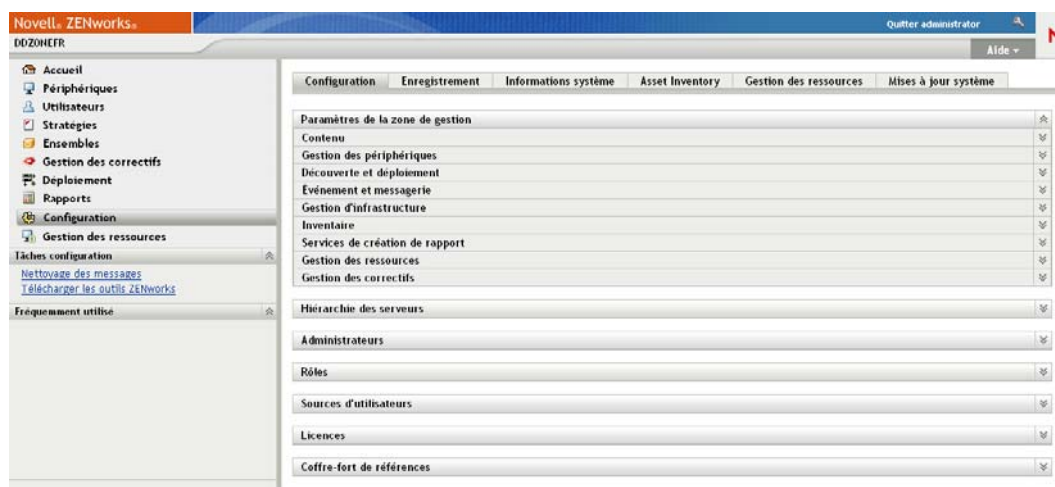 Novell® ZENworks®
Quitter administrator
DDZONEFR
Aide
Accueil
Périphériques
Utilisateurs
Stratégies
Ensembles
Gestion des correctifs
Déploiement
Rapports
Configuration
Gestion des ressources
Tâches configuration
Nettoyage des messages
Télécharger les outils ZENworks
Fréquemment utilisé
Configuration Enregistrement Informations système Asset Inventory Gestion des ressources Mises à jour système
Paramètres de la zone de gestion
Contenu
Gestion des périphériques
Découverte et déploiement
Événement et messagerie
Gestion d'infrastructure
Inventaire
Services de création de rapport
Gestion des ressources
Gestion des correctifs
Hiérarchie des serveurs
Administrateurs
Rôles
Sources d'utilisateurs
Licences
Coffre-fort de références